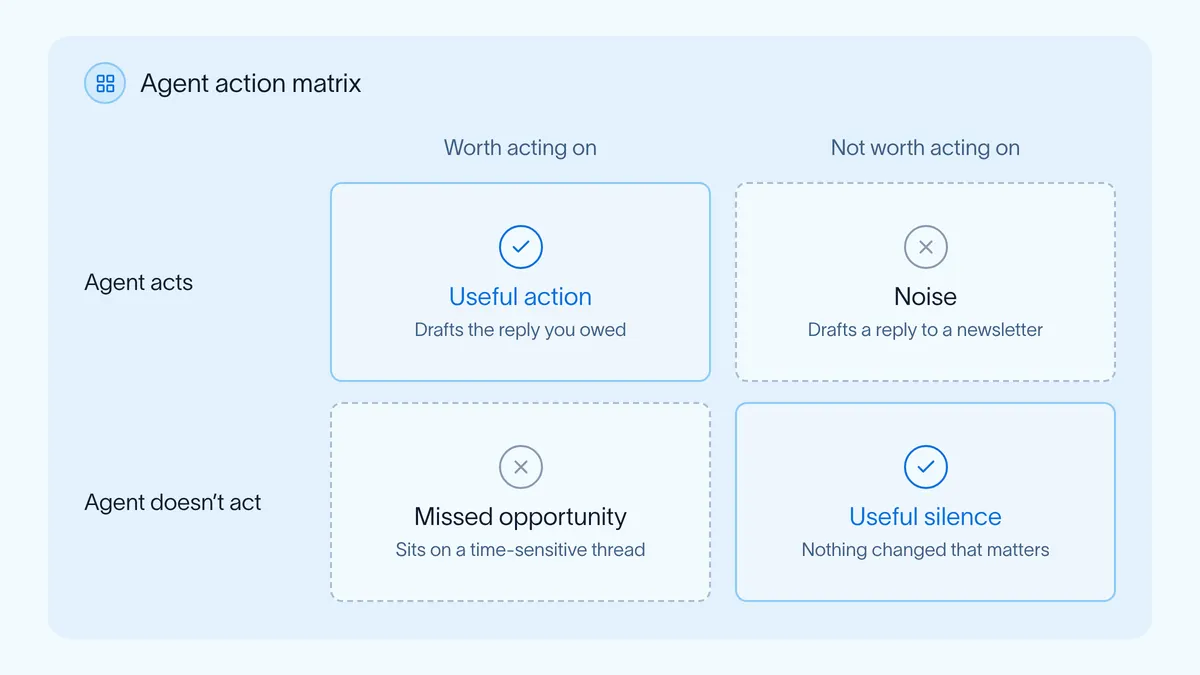 Agent action matrix
Worth acting on
Not worth acting on
Agent acts
Useful action
Drafts the reply you owed
Noise
Drafts a reply to a newsletter
Agent doesn’t act
Missed opportunity
Sits on a time-sensitive thread
Useful silence
Nothing changed that matters